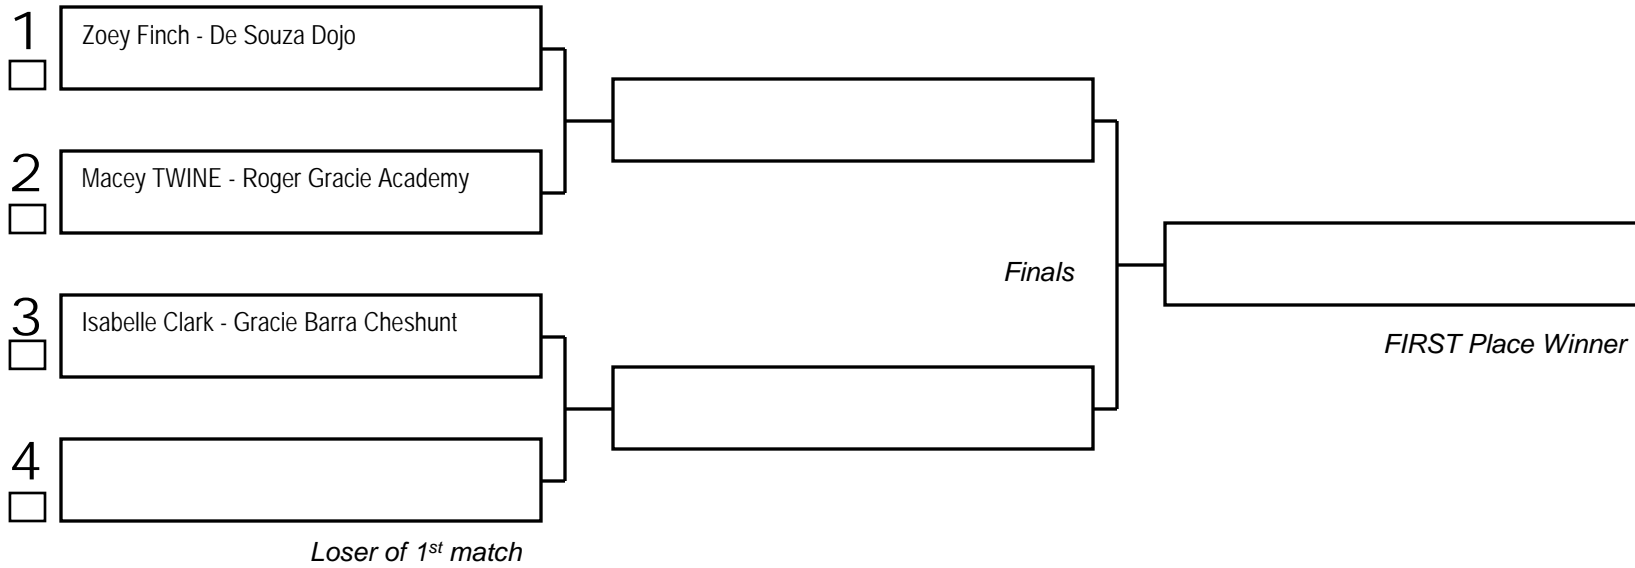 1
Zoey Finch - De Souza Dojo
2
Macey TWINE - Roger Gracie Academy
3
Isabelle Clark - Gracie Barra Cheshunt
4
Loser of 1st match
Finals
FIRST Place Winner